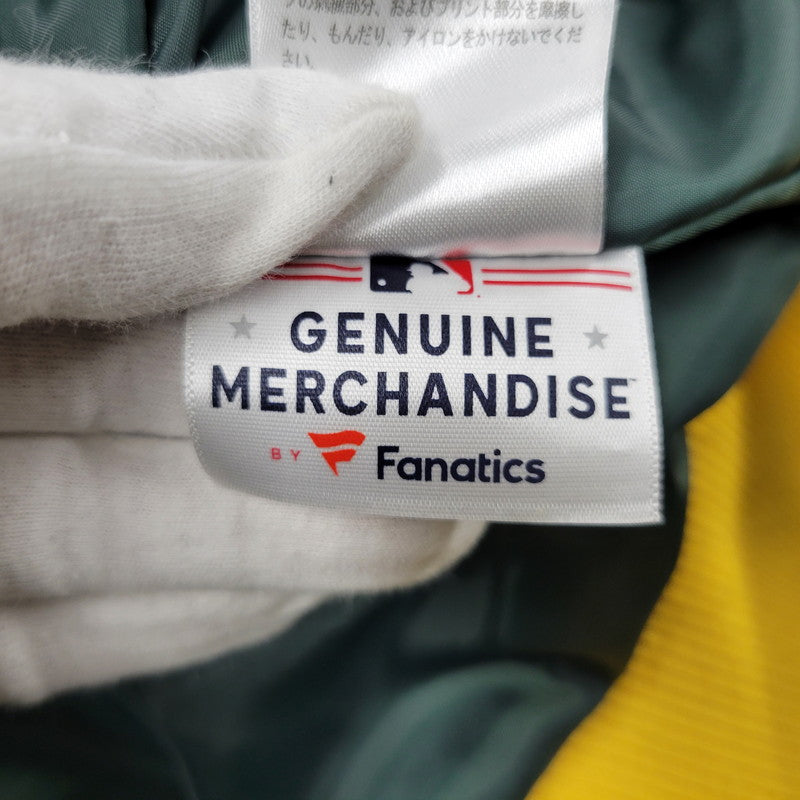 の刺繍部分、およびプリント部分を摩擦し
たり、もんだり、アイロンをかけないでくだ
さい。
GENUINE
MERCHANDISE™
BY Fanatics